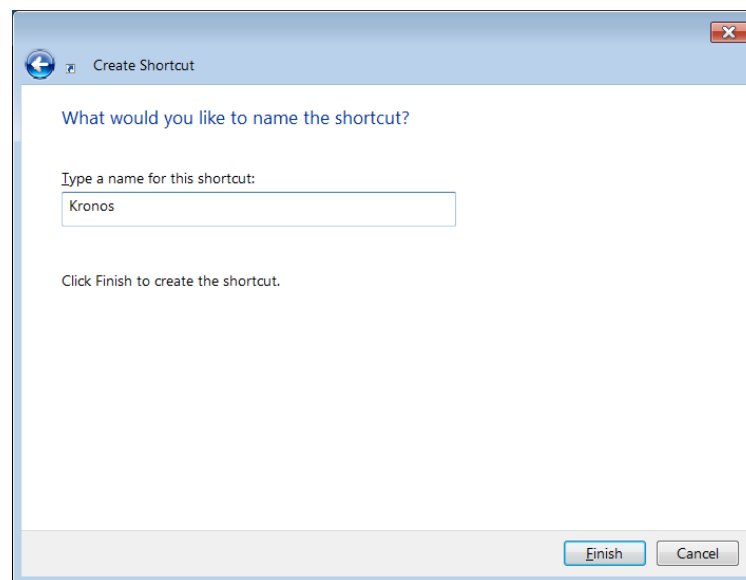 Create Shortcut
What would you like to name the shortcut?
Type a name for this shortcut:
Kronos
Click Finish to create the shortcut.
Finish
Cancel